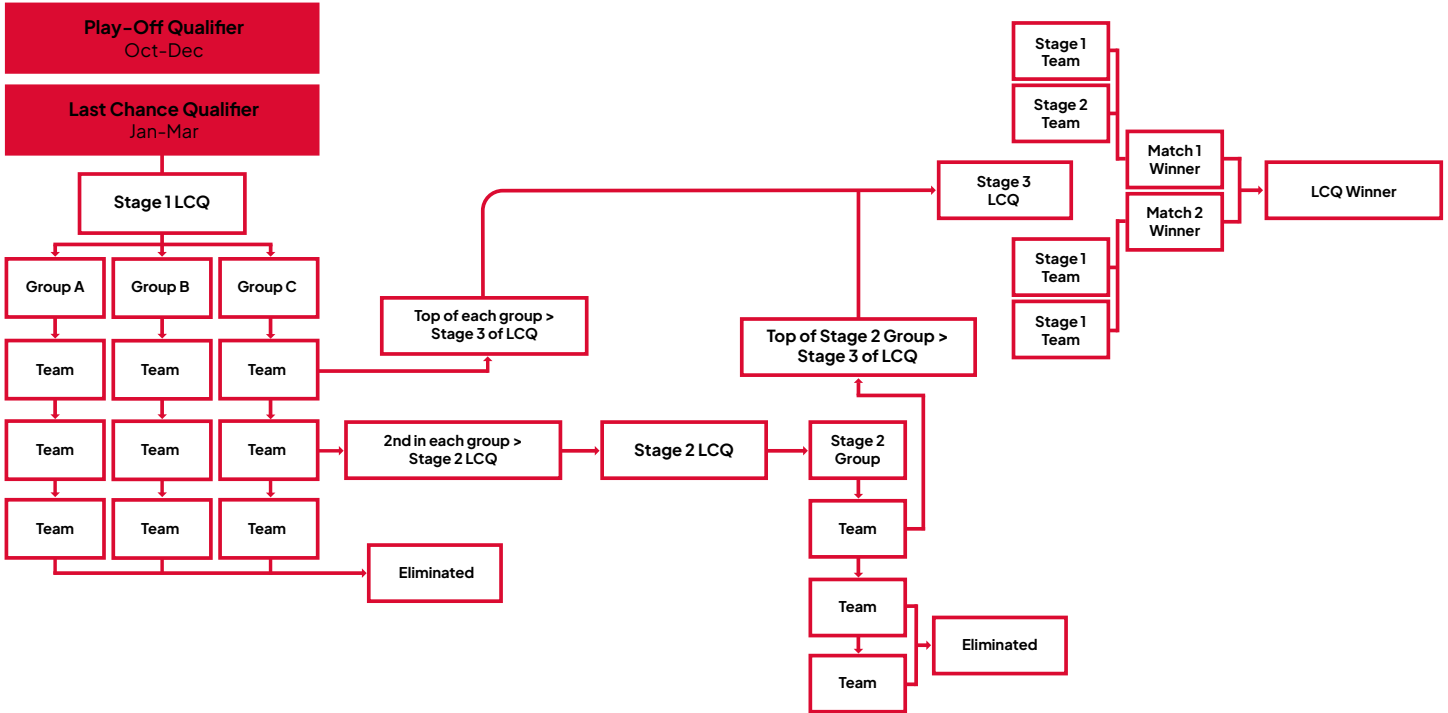 Play-Off Qualifier
Oct-Dec
Last Chance Qualifier
Jan-Mar
Stage 1 LCQ
Group A
Group B
Group C
Team
Team
Team
Team
Team
Team
Team
Team
Team
Top of each group >
Stage 3 of LCQ
2nd in each group >
Stage 2 LCQ
Eliminated
Stage 2 LCQ
Stage 2
Group
Team
Team
Team
Eliminated
Top of Stage 2 Group >
Stage 3 of LCQ
Stage 3
LCQ
Stage 1
Team
Stage 2
Team
Match 1
Winner
Match 2
Winner
Stage 1
Team
Stage 1
Team
LCQ Winner